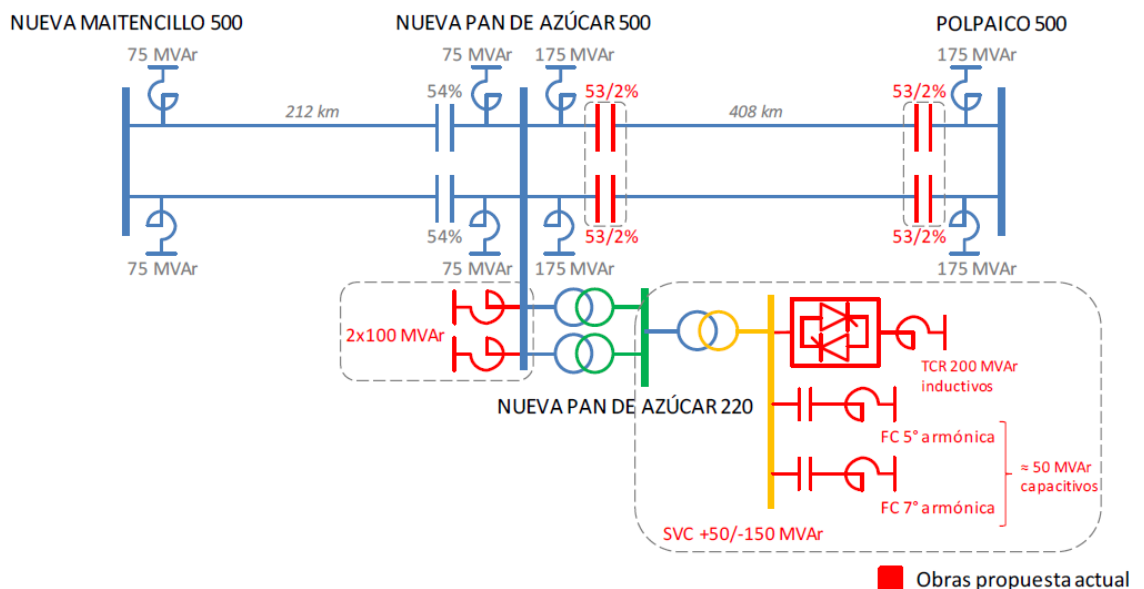 NUEVA MAITENCILLO 500
NUEVA PAN DE AZÚCAR 500
POLPAICO 500
75 MVAr
75 MVAr
175 MVAr
175 MVAr
54%
53/2%
53/2%
212 km
408 km
54%
53/2%
53/2%
75 MVAr
75 MVAr
175 MVAr
175 MVAr
2x100 MVAr
TCR 200 MVAr
inductivos
NUEVA PAN DE AZÚCAR 220
FC 5° armónica
≈ 50 MVAr
capacitivos
FC 7° armónica
SVC +50/-150 MVAr
Obras propuesta actual